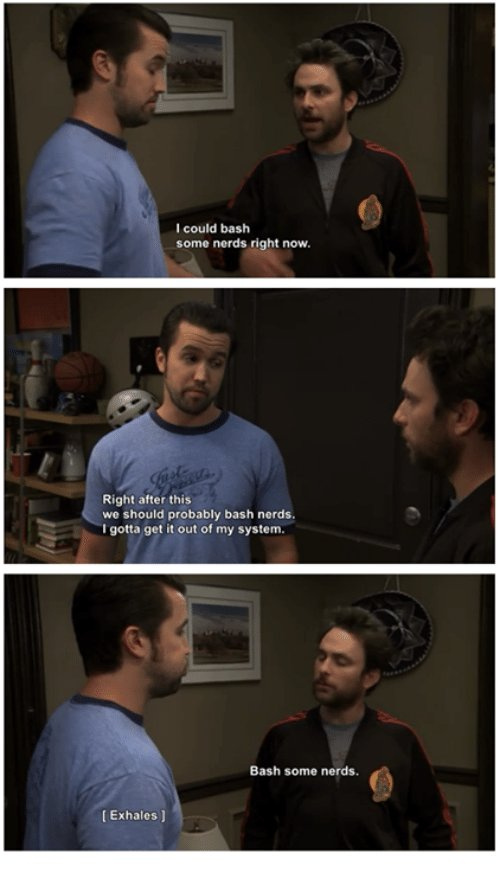 I could bash
some nerds right now.
Right after this
we should probably bash nerds.
I gotta get it out of my system.
Bash some nerds.
[ Exhales ]